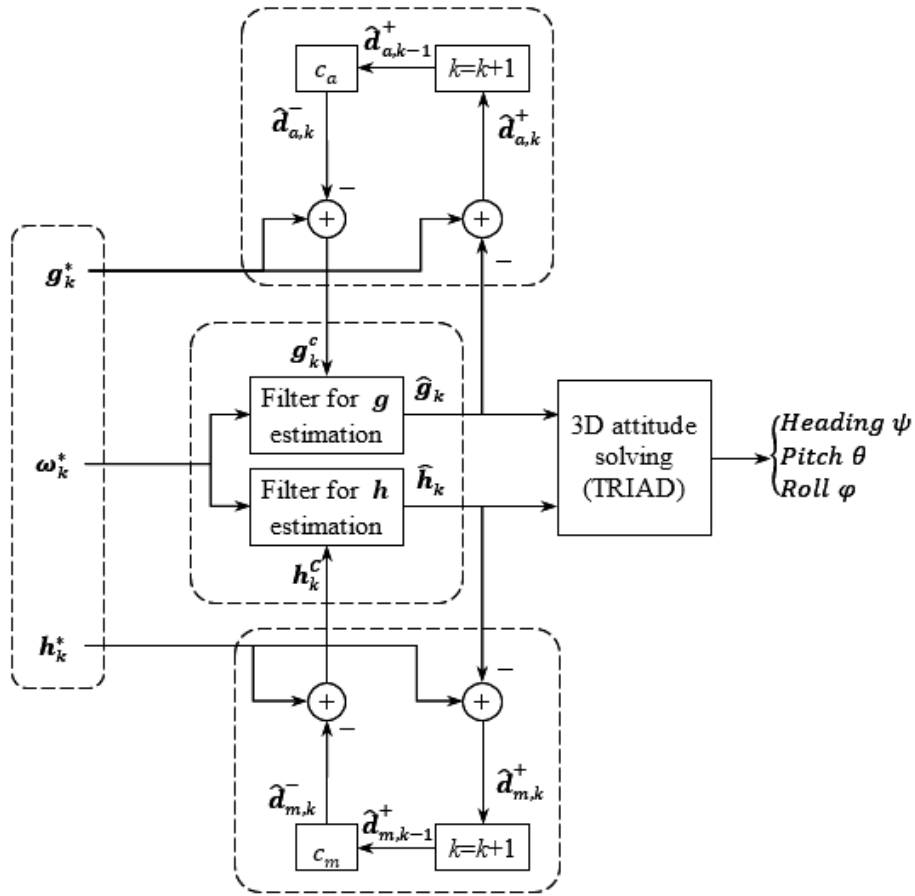 d̂⁺ₐ,ₖ₋₁
cₐ
k=k+1
d̂⁻ₐ,ₖ
d̂⁺ₐ,ₖ
−
+
+
−
g*ₖ
gᶜₖ
Filter for g
estimation
ĝₖ
3D attitude
solving
(TRIAD)
Heading ψ
Pitch θ
Roll φ
ω*ₖ
Filter for h
estimation
ĥₖ
hᶜₖ
h*ₖ
−
+
+
−
d̂⁻ₘ,ₖ
d̂⁺ₘ,ₖ
d̂⁺ₘ,ₖ₋₁
cₘ
k=k+1